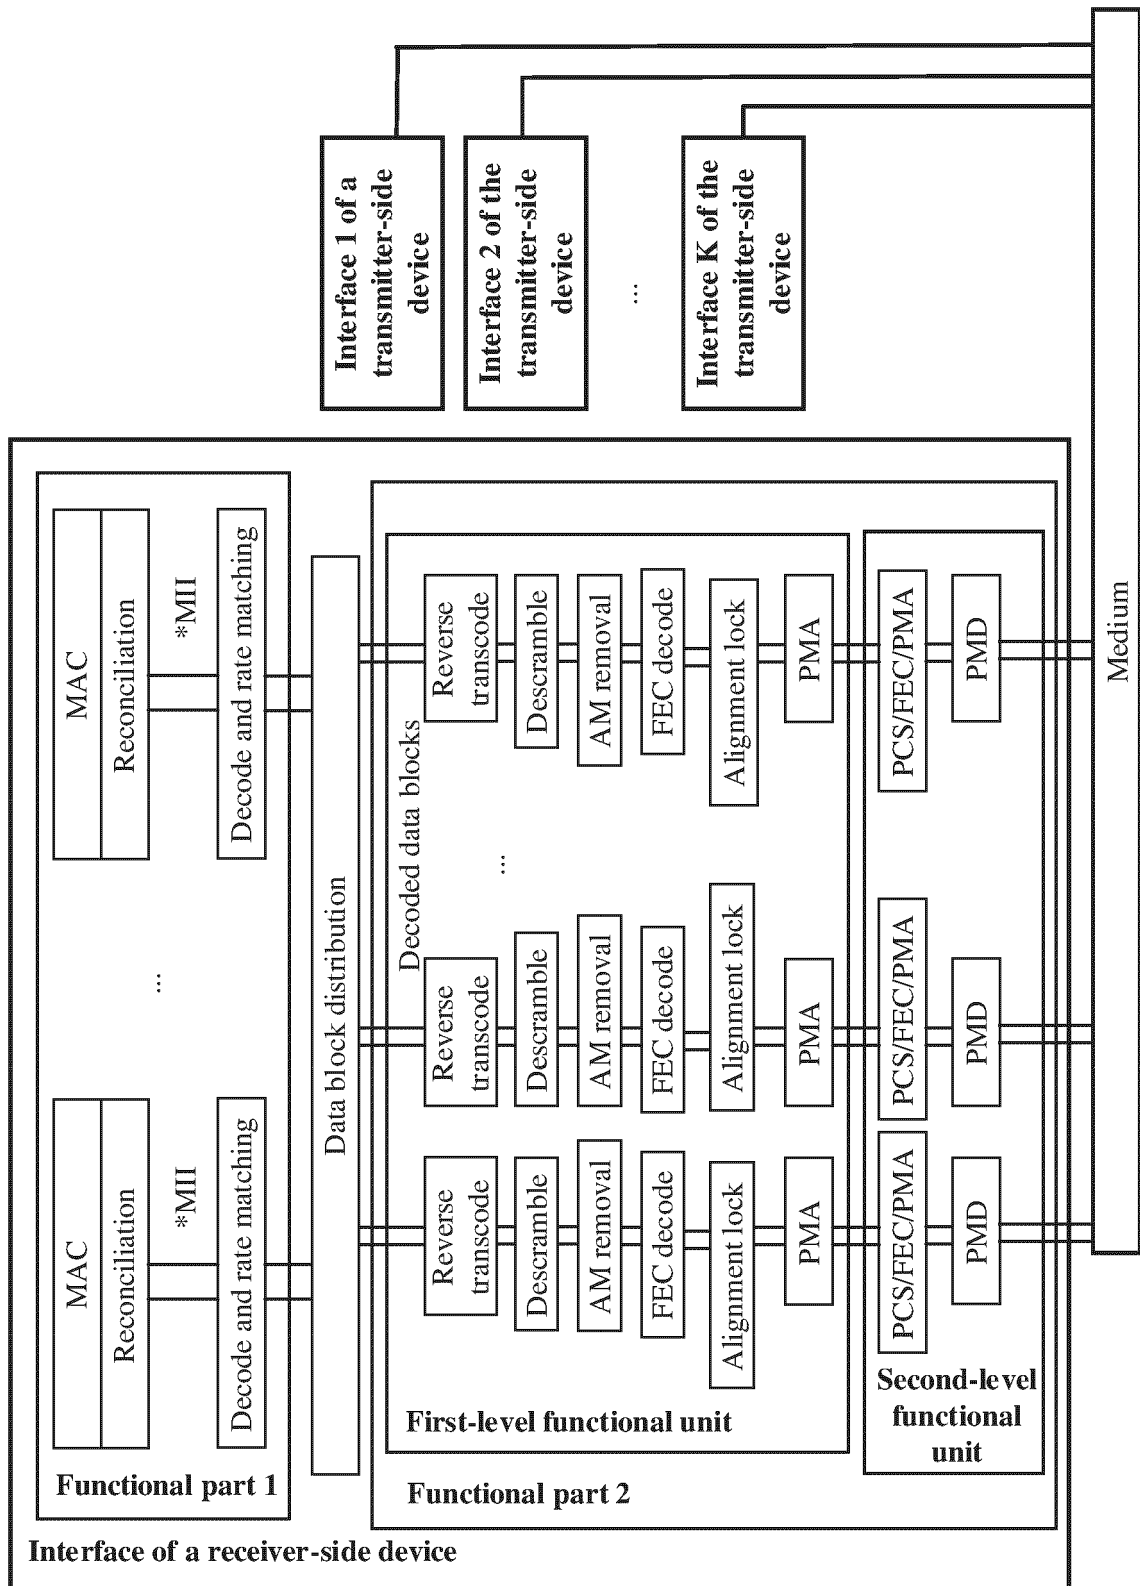 Interface of a receiver-side device
Functional part 1
MAC
Reconciliation
*MII
Decode and rate matching
...
MAC
Reconciliation
*MII
Decode and rate matching
Data block distribution
Functional part 2
First-level functional unit
Decoded data blocks
Reverse
transcode
Descramble
AM removal
FEC decode
Alignment lock
PMA
Reverse
transcode
Descramble
AM removal
FEC decode
Alignment lock
PMA
...
Reverse
transcode
Descramble
AM removal
FEC decode
Alignment lock
PMA
Second-level
functional
unit
PCS/FEC/PMA
PMD
PCS/FEC/PMA
PMD
PCS/FEC/PMA
PMD
Medium
Interface 1 of a
transmitter-side
device
Interface 2 of the
transmitter-side
device
...
Interface K of the
transmitter-side
device